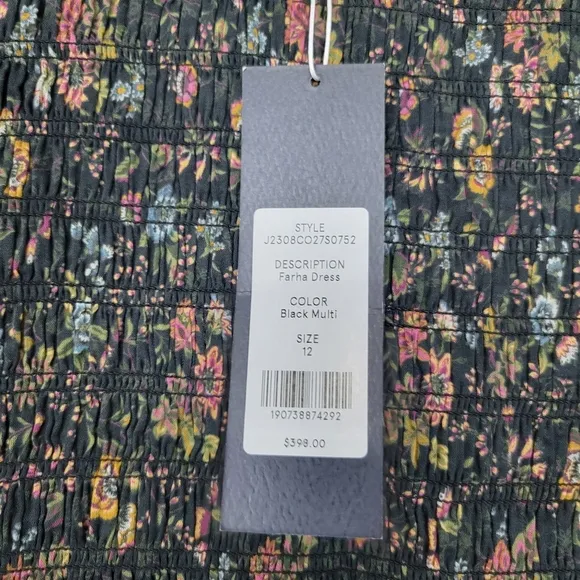 STYLE
J2308CO27S0752
DESCRIPTION
Farha Dress
COLOR
Black Multi
SIZE
12
190738874292
$398.00